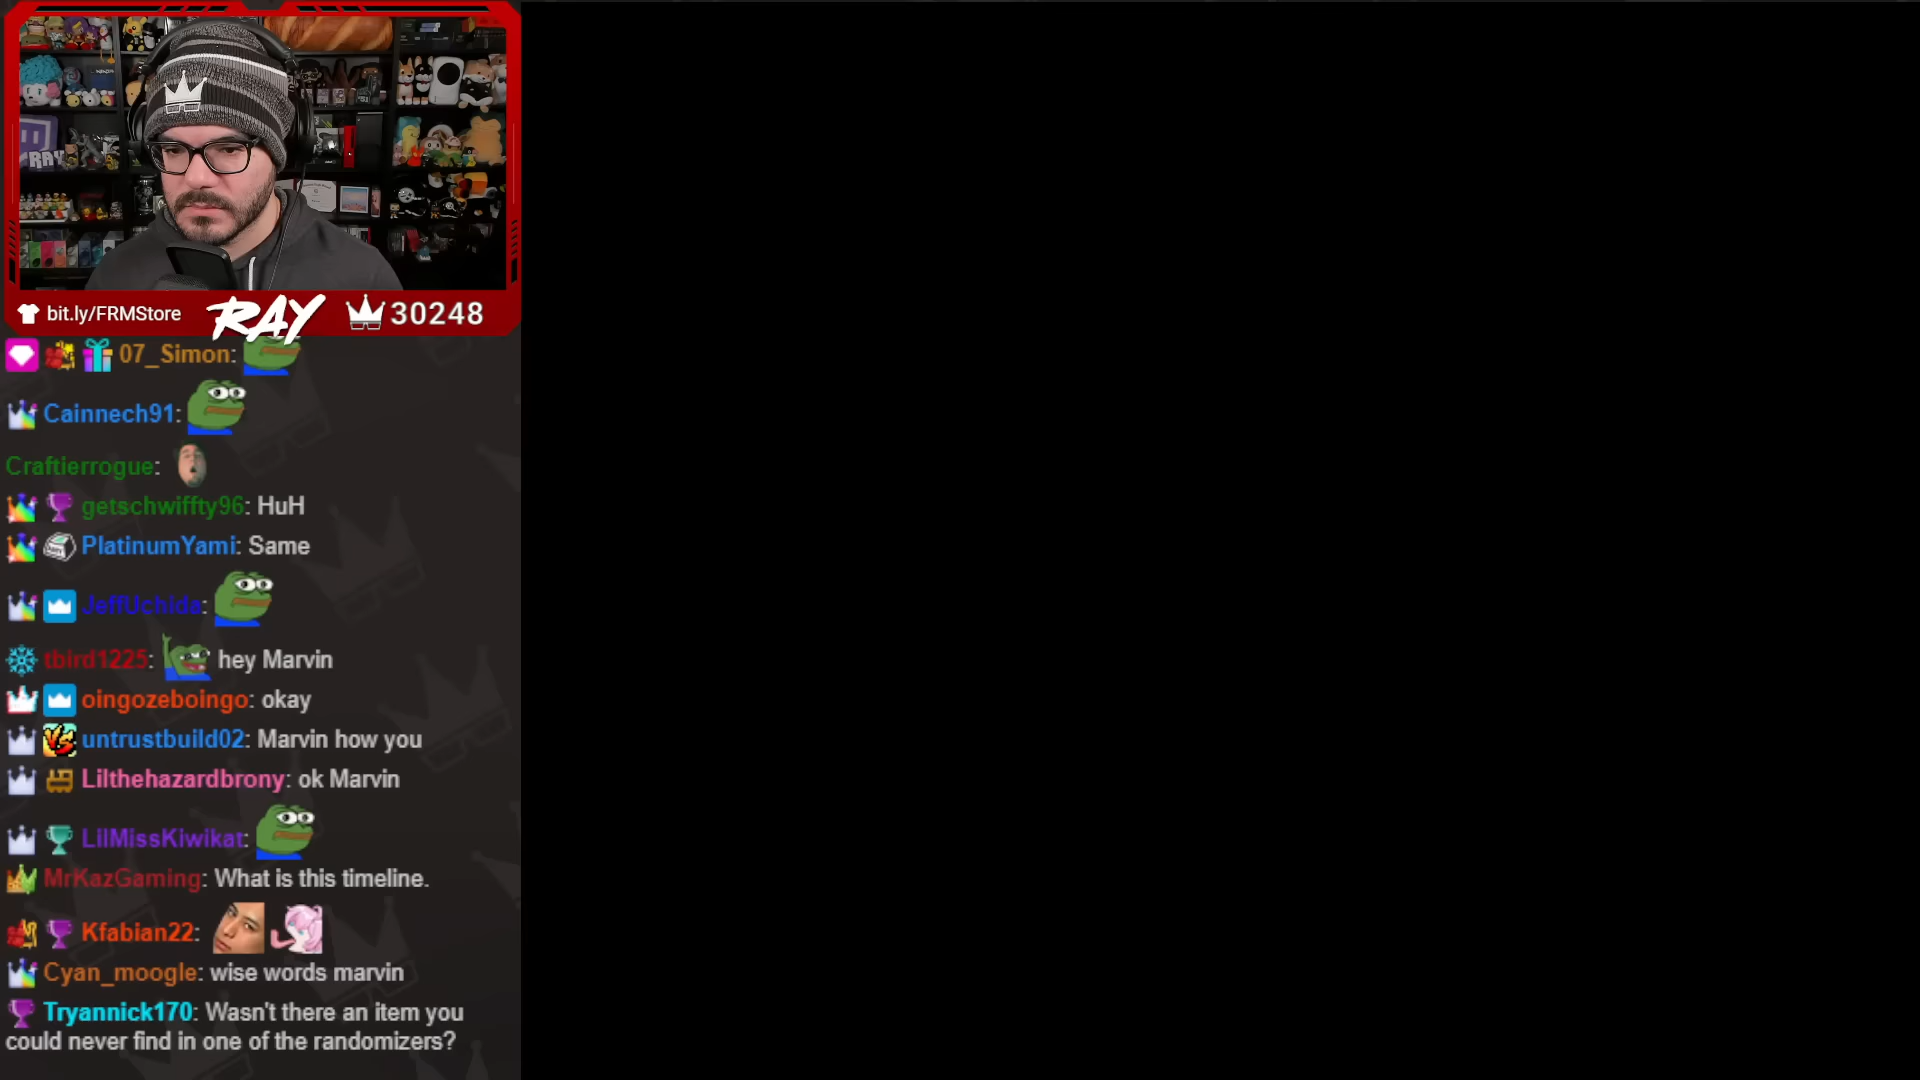 RAY
bit.ly/FRMStore RAY 30248
07_Simon:
Cainnech91:
Craftierrogue:
getschwiffty96: HuH
PlatinumYami: Same
JeffUchida:
tbird1225: hey Marvin
oingozeboingo: okay
untrustbuild02: Marvin how you
Lilthehazardbrony: ok Marvin
LilMissKiwikat:
MrKazGaming: What is this timeline.
Kfabian22:
Cyan_moogle: wise words marvin
Tryannick170: Wasn't there an item you
could never find in one of the randomizers?